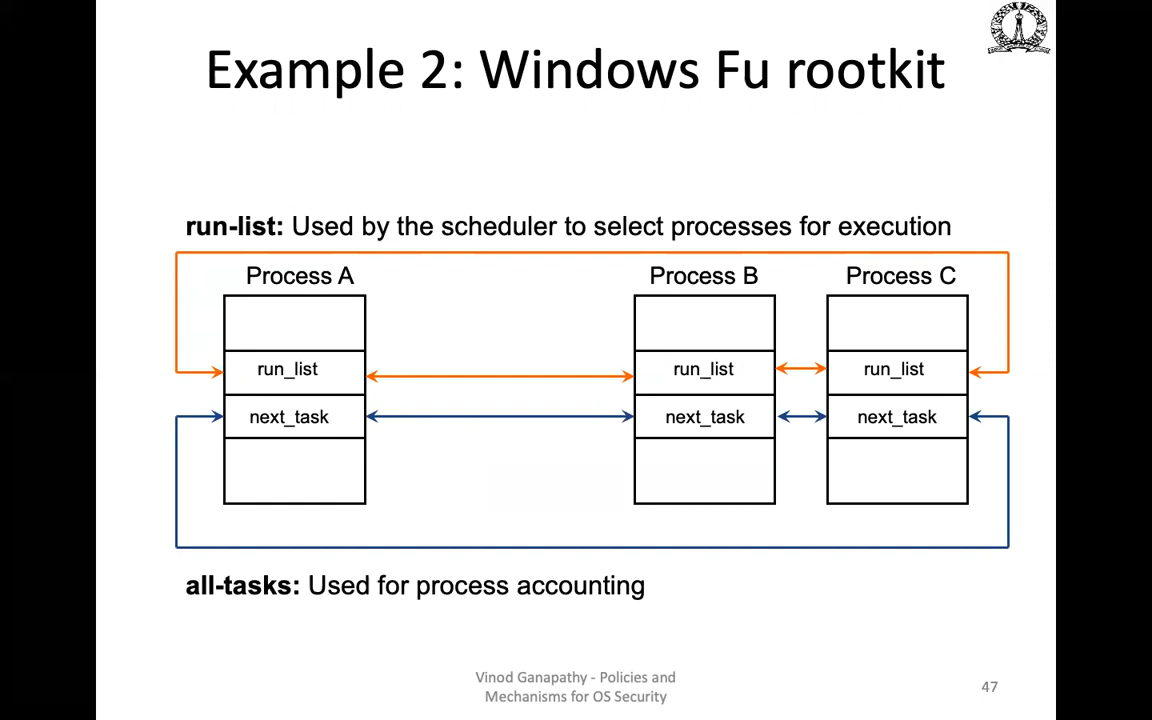 Example 2: Windows Fu rootkit
run-list: Used by the scheduler to select processes for execution
Process A
Process B
Process C
run_list
run_list
run_list
next_task
next_task
next_task
all-tasks: Used for process accounting
Vinod Ganapathy - Policies and
Mechanisms for OS Security
47